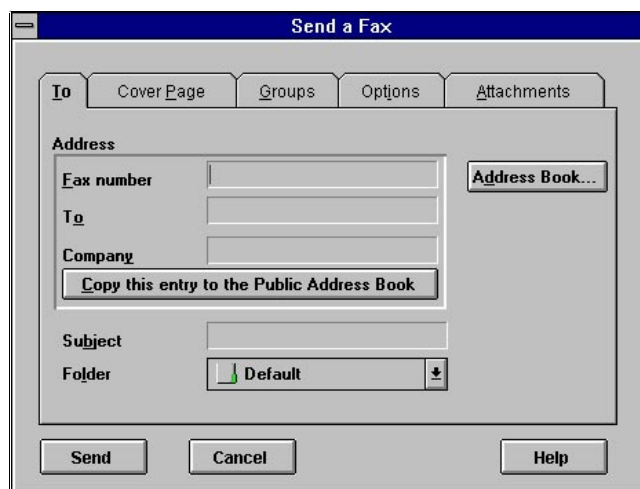 Send a Fax
To Cover Page Groups Options Attachments
Address
Fax number
Address Book...
To
Company
Copy this entry to the Public Address Book
Subject
Folder Default
Send Cancel Help